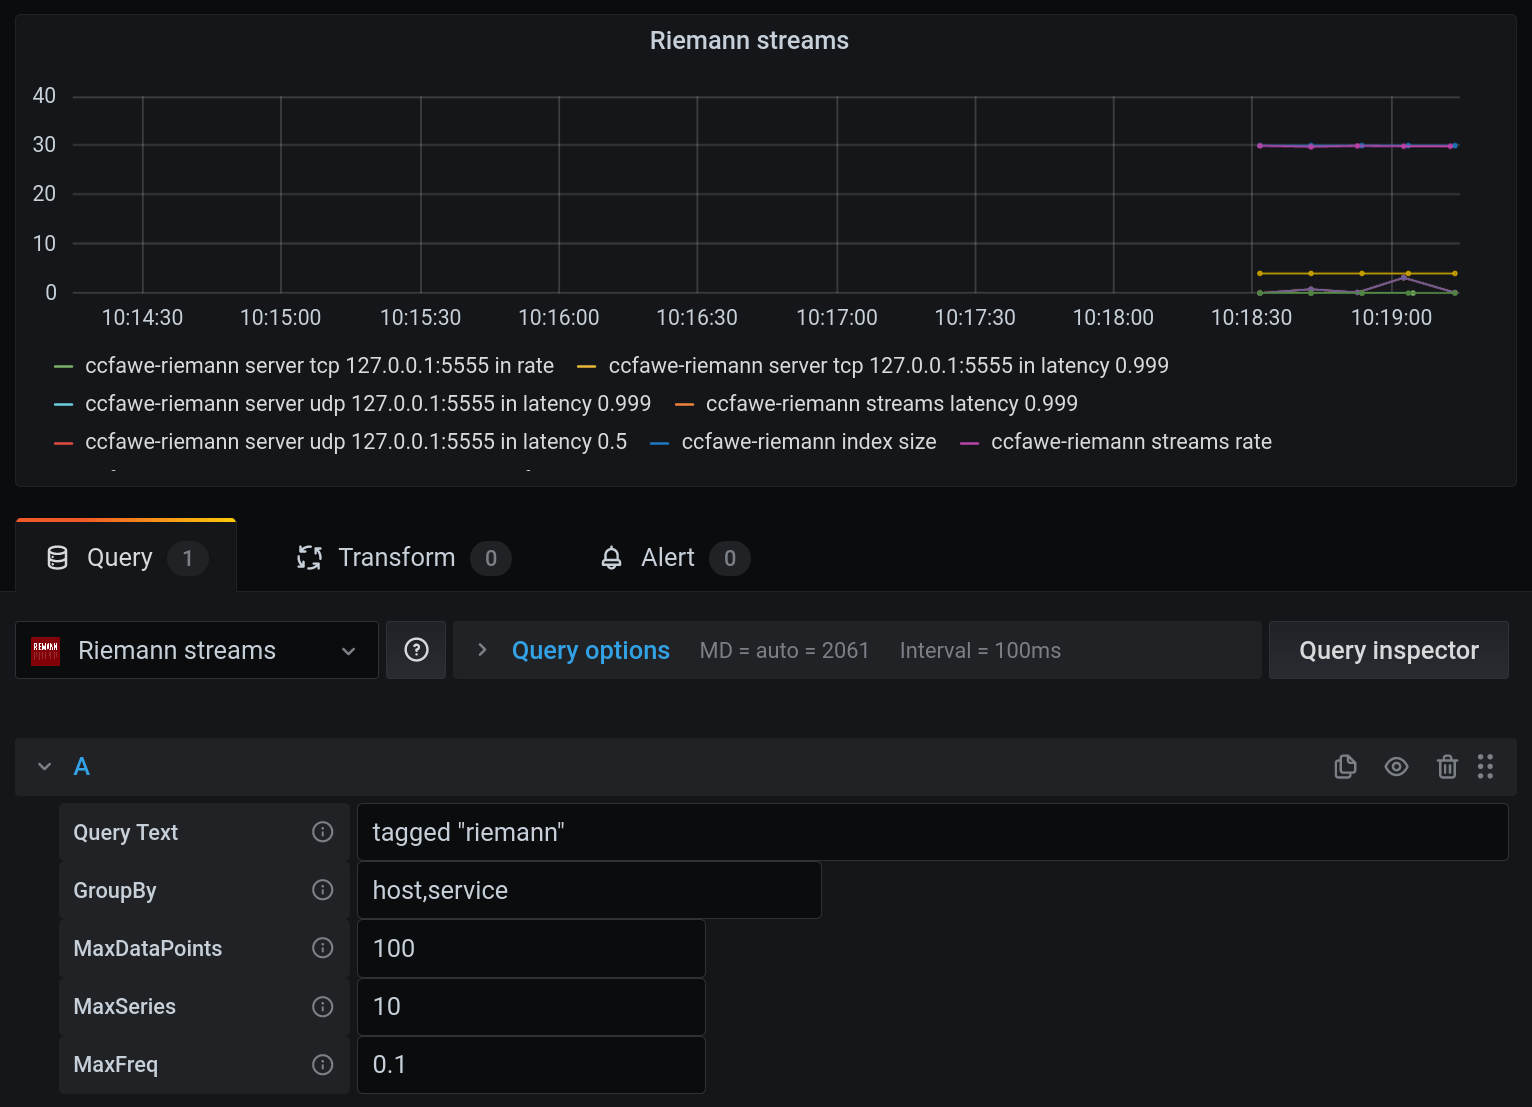 Riemann streams
40
30
20
10
0
10:14:30 10:15:00 10:15:30 10:16:00 10:16:30 10:17:00 10:17:30 10:18:00 10:18:30 10:19:00
ccfawe-riemann server tcp 127.0.0.1:5555 in rate ccfawe-riemann server tcp 127.0.0.1:5555 in latency 0.999
ccfawe-riemann server udp 127.0.0.1:5555 in latency 0.999 ccfawe-riemann streams latency 0.999
ccfawe-riemann server udp 127.0.0.1:5555 in latency 0.5 ccfawe-riemann index size ccfawe-riemann streams rate
Query 1 Transform 0 Alert 0
REMANN Riemann streams Query options MD = auto = 2061 Interval = 100ms Query inspector
A
Query Text tagged "riemann"
GroupBy host,service
MaxDataPoints 100
MaxSeries 10
MaxFreq 0.1